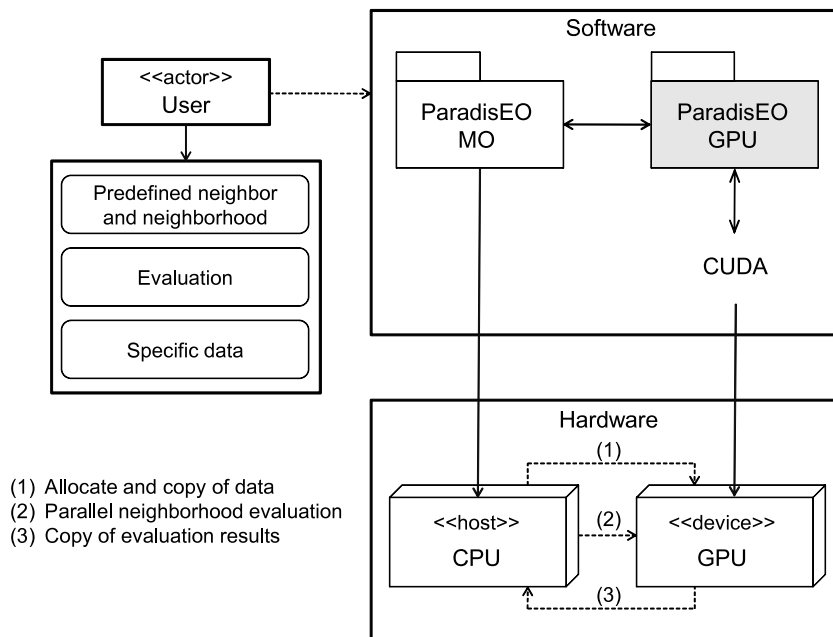 Software
<<actor>>
User
ParadisEO
MO
ParadisEO
GPU
Predefined neighbor
and neighborhood
Evaluation
Specific data
CUDA
Hardware
(1)
(1) Allocate and copy of data
(2) Parallel neighborhood evaluation
(3) Copy of evaluation results
<<host>>
CPU
(2)
<<device>>
GPU
(3)